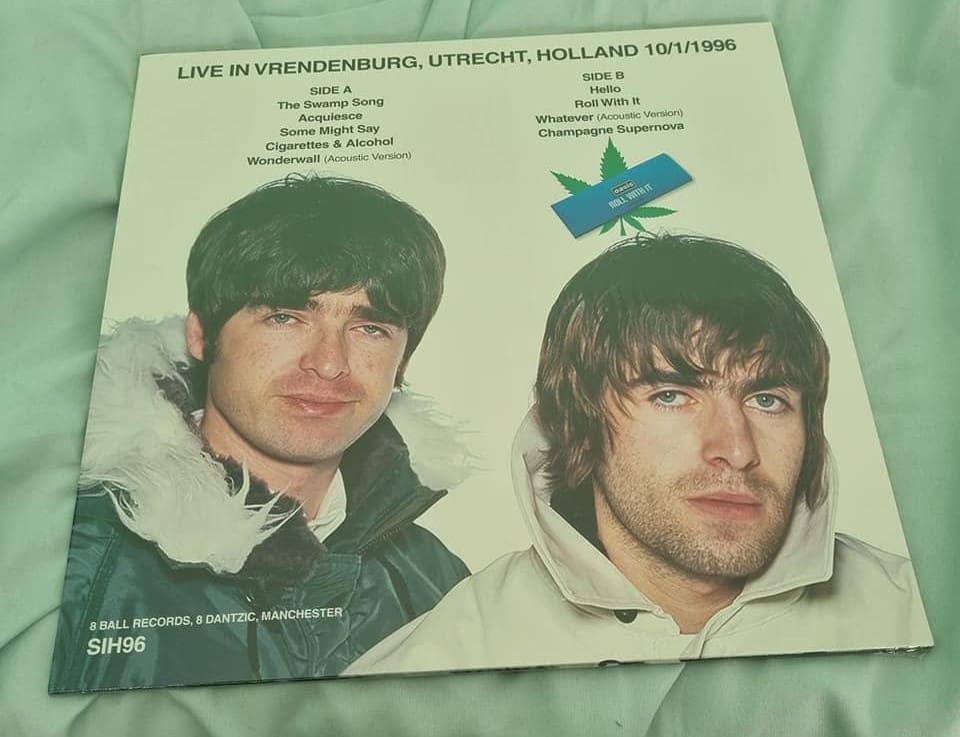 LIVE IN VRENDENBURG, UTRECHT, HOLLAND 10/1/1996
SIDE A
The Swamp Song
Acquiesce
Some Might Say
Cigarettes & Alcohol
Wonderwall (Acoustic Version)
SIDE B
Hello
Roll With It
Whatever (Acoustic Version)
Champagne Supernova
oasis
ROLL WITH IT
8 BALL RECORDS, 8 DANTZIC, MANCHESTER
SIH96